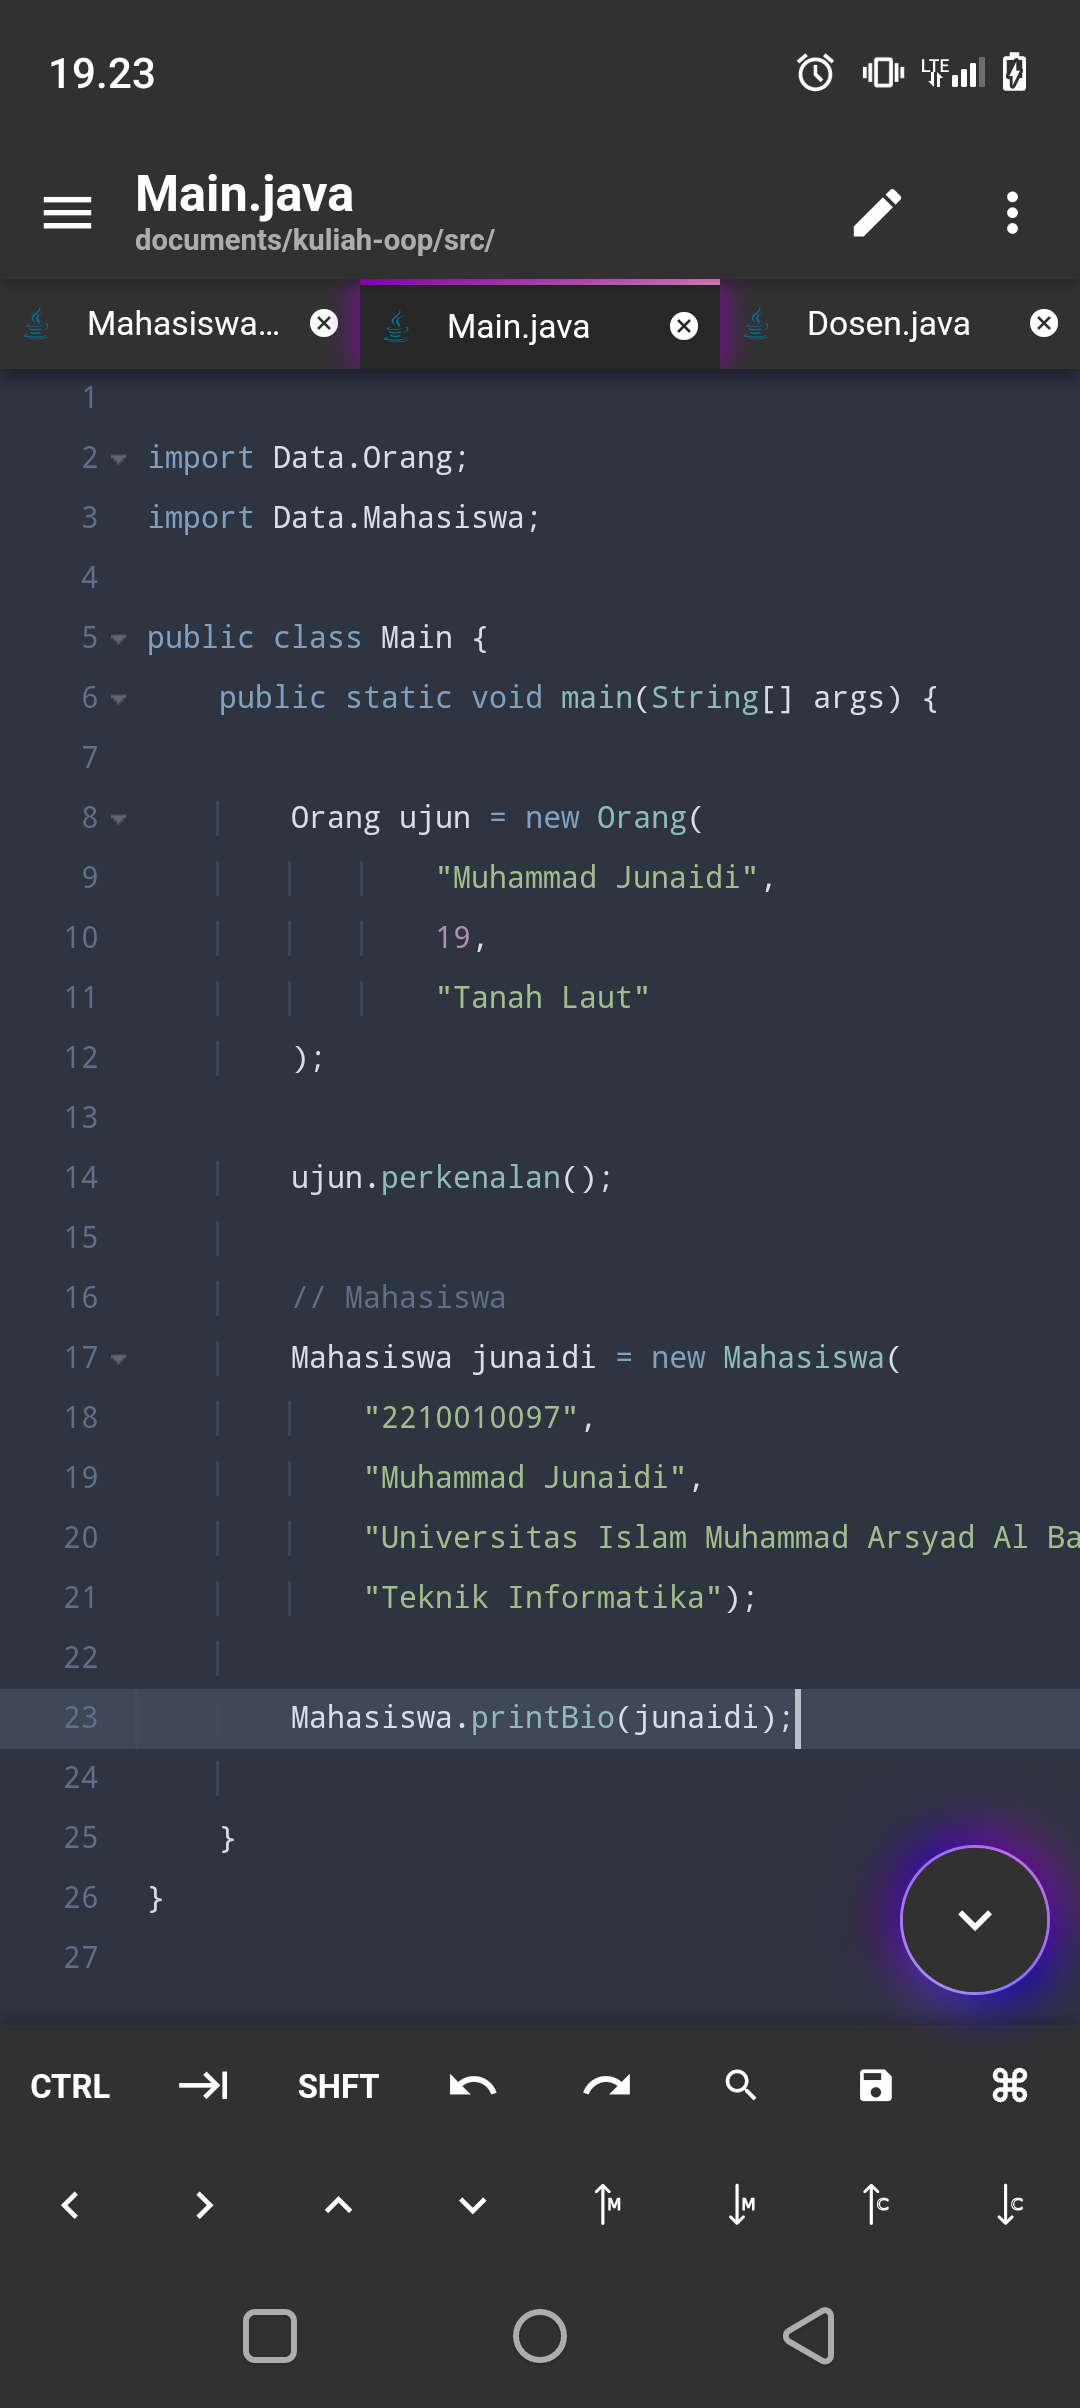 19.23
LTE
Main.java
documents/kuliah-oop/src/
Mahasiswa... Main.java Dosen.java
1
2 import Data.Orang;
3 import Data.Mahasiswa;
4
5 public class Main {
6 public static void main(String[] args) {
7
8 Orang ujun = new Orang(
9 "Muhammad Junaidi",
10 19,
11 "Tanah Laut"
12 );
13
14 ujun.perkenalan();
15
16 // Mahasiswa
17 Mahasiswa junaidi = new Mahasiswa(
18 "2210010097",
19 "Muhammad Junaidi",
20 "Universitas Islam Muhammad Arsyad Al Ba
21 "Teknik Informatika");
22
23 Mahasiswa.printBio(junaidi);
24
25 }
26 }
27
CTRL SHFT
M M C C